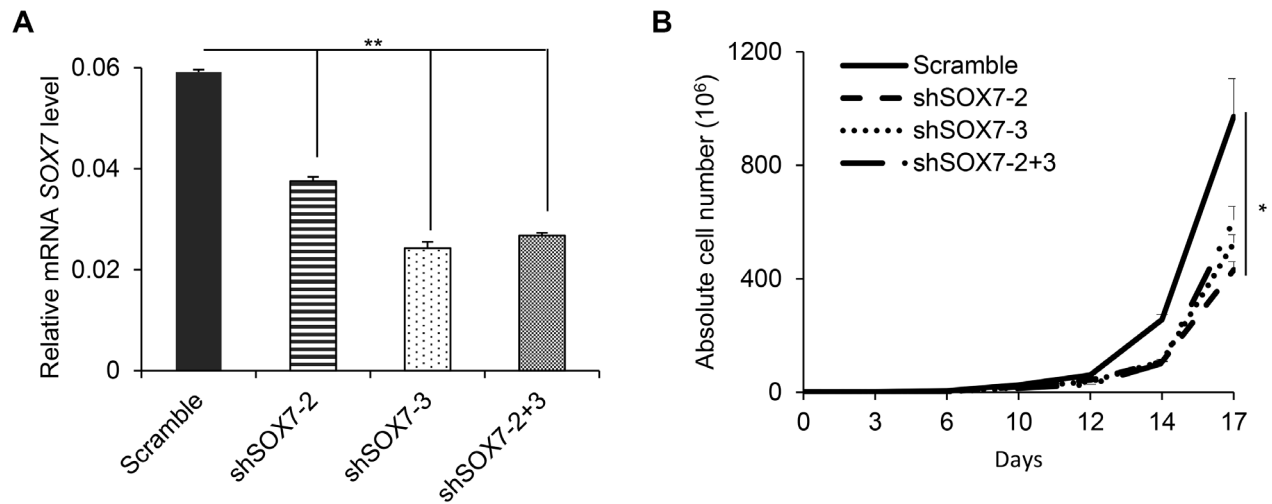 A
Relative mRNA SOX7 level
0.06
0.04
0.02
0
**
Scramble
shSOX7-2
shSOX7-3
shSOX7-2+3
B
Absolute cell number (10⁶)
1200
800
400
0
Scramble
shSOX7-2
shSOX7-3
shSOX7-2+3
*
0 3 6 10 12 14 17
Days